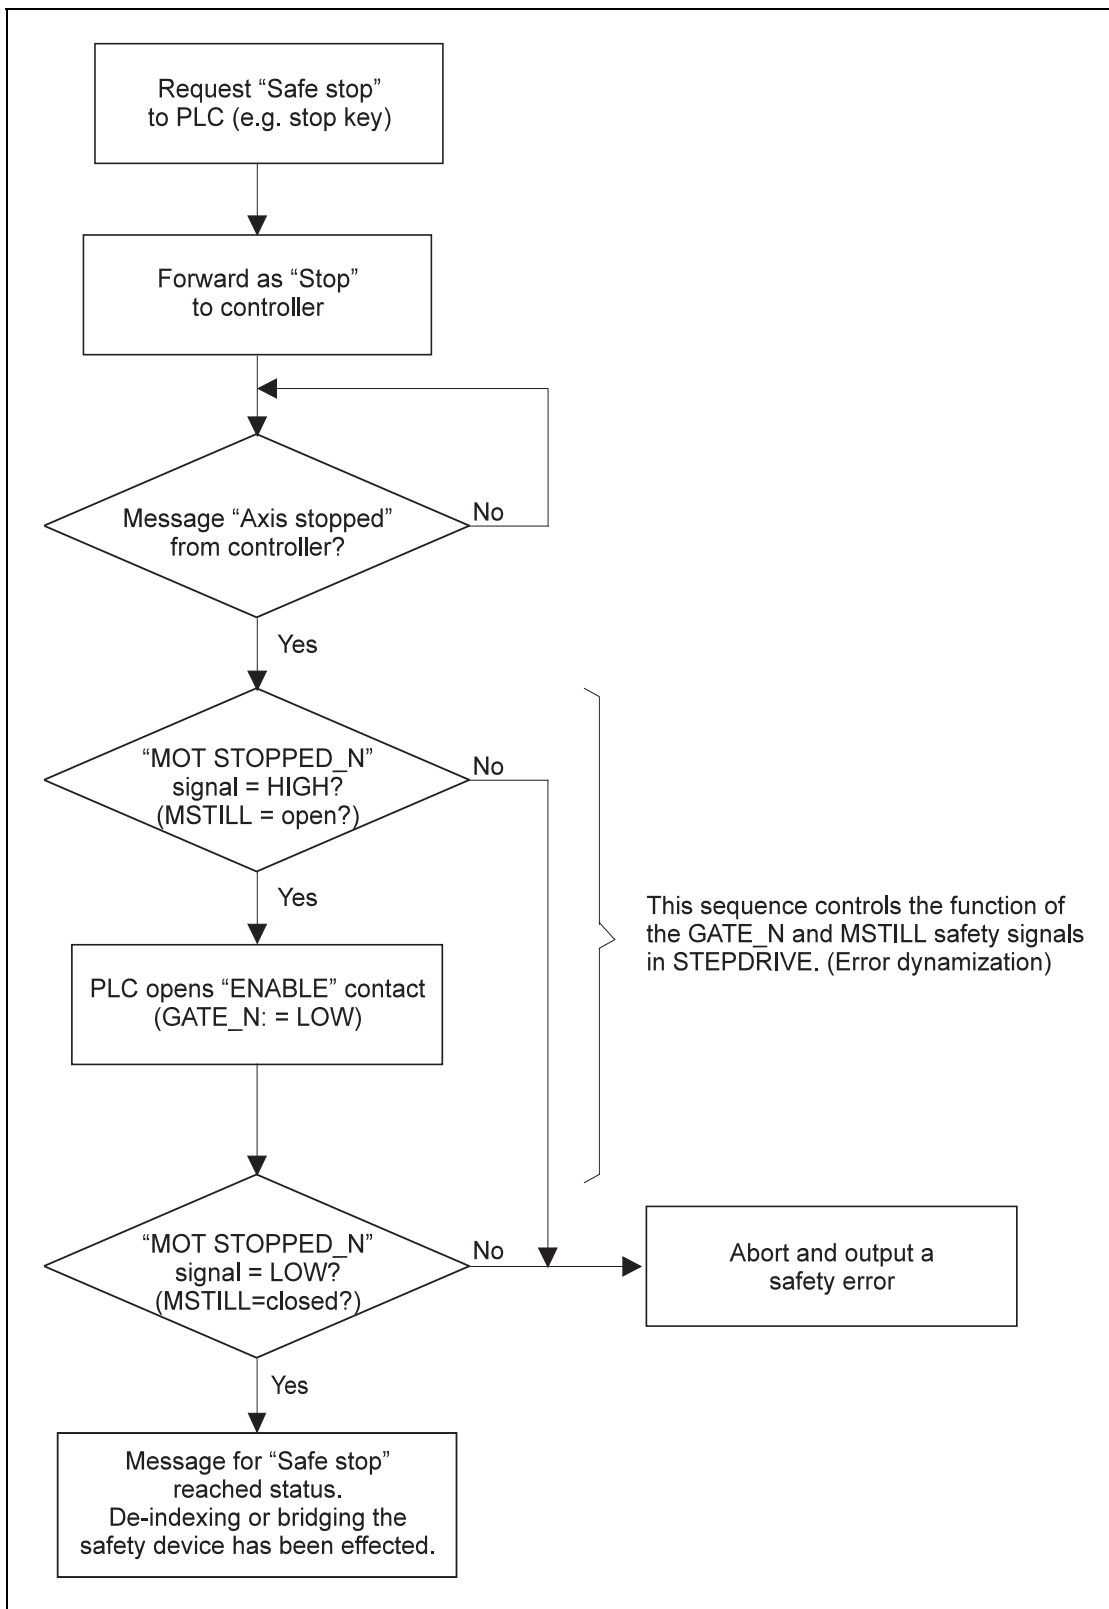 Request “Safe stop”
to PLC (e.g. stop key)
Forward as “Stop”
to controller
Message “Axis stopped”
from controller?
No
Yes
“MOT STOPPED_N”
signal = HIGH?
(MSTILL = open?)
No
Yes
PLC opens “ENABLE” contact
(GATE_N: = LOW)
This sequence controls the function of
the GATE_N and MSTILL safety signals
in STEPDRIVE. (Error dynamization)
“MOT STOPPED_N”
signal = LOW?
(MSTILL=closed?)
No
Abort and output a
safety error
Yes
Message for “Safe stop”
reached status.
De-indexing or bridging the
safety device has been effected.